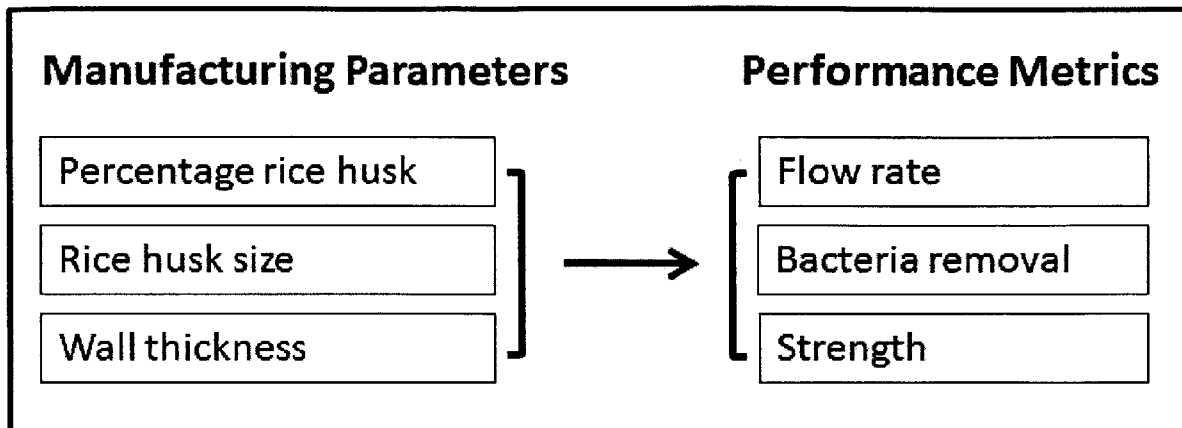 Manufacturing Parameters
Percentage rice husk
Rice husk size
Wall thickness
Performance Metrics
Flow rate
Bacteria removal
Strength